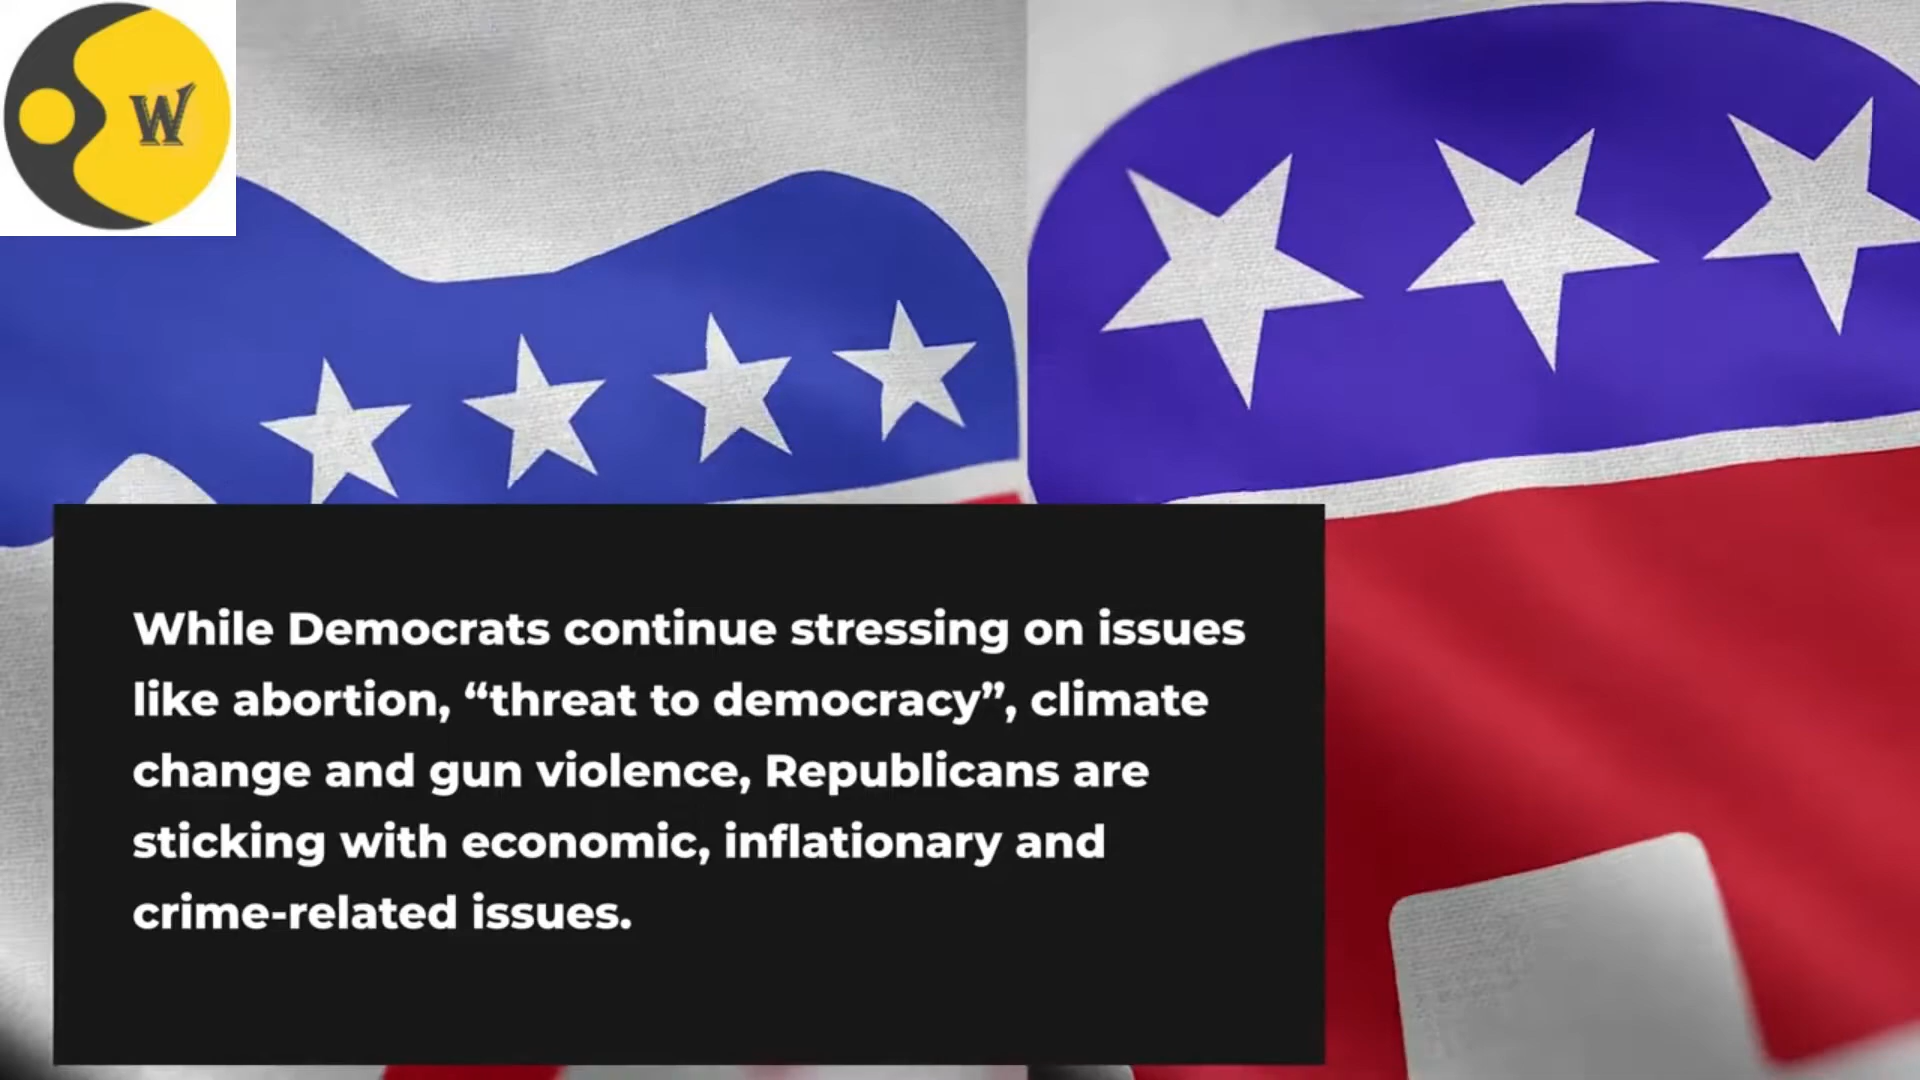 W
While Democrats continue stressing on issues
like abortion, “threat to democracy”, climate
change and gun violence, Republicans are
sticking with economic, inflationary and
crime-related issues.